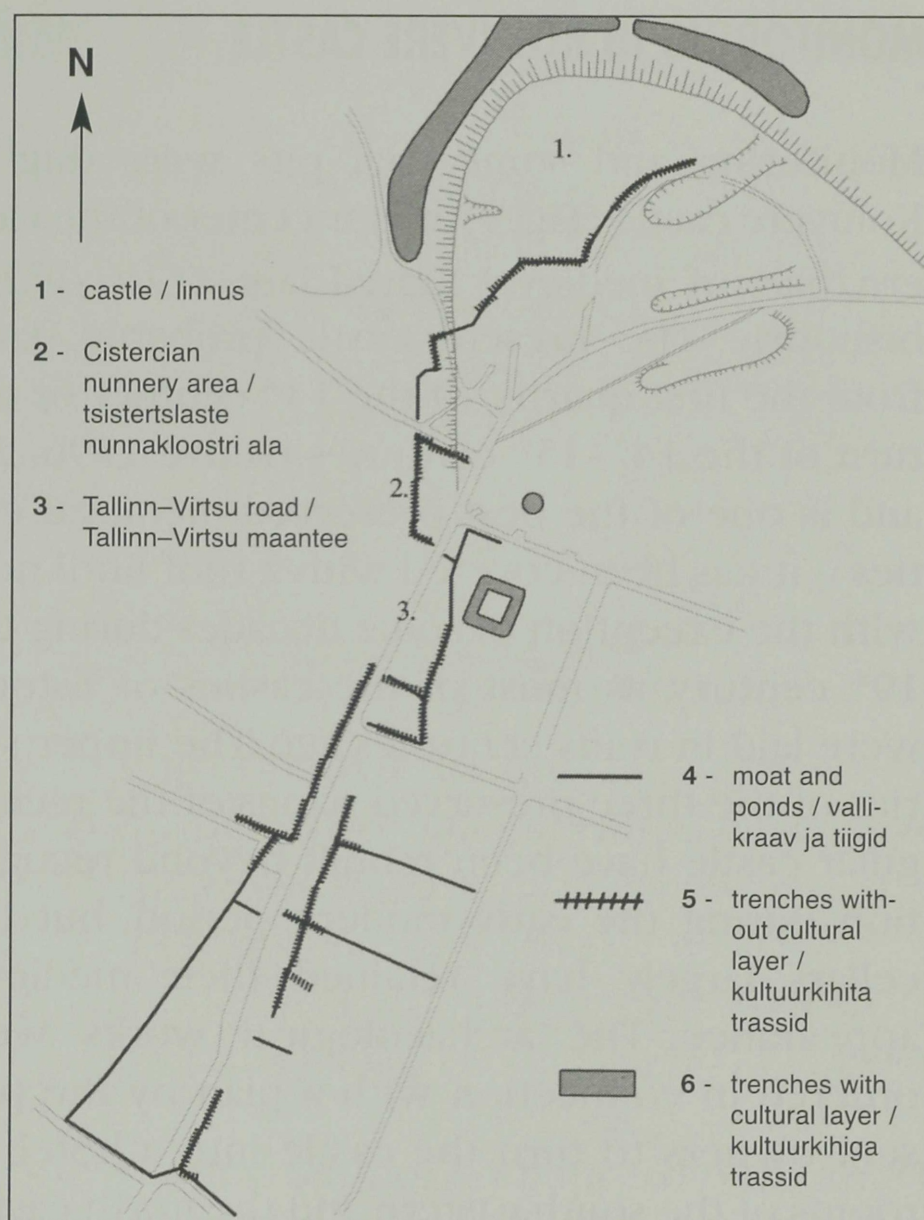 N
1 - castle / linnus
2 - Cistercian
nunnery area /
tsistertslaste
nunnakloostri ala
3 - Tallinn–Virtsu road /
Tallinn–Virtsu maantee
1.
2.
3.
4 - moat and
ponds / valli-
kraav ja tiigid
5 - trenches with-
out cultural
layer /
kultuurkihita
trassid
6 - trenches with
cultural layer /
kultuurkihiga
trassid